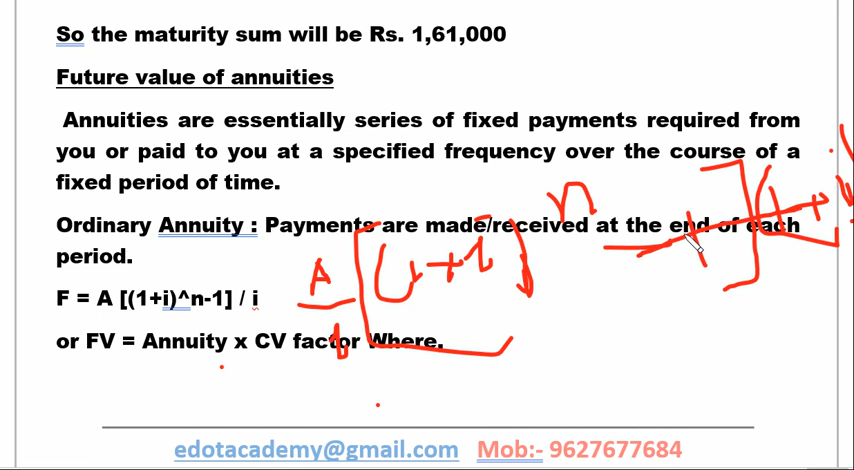 So the maturity sum will be Rs. 1,61,000
Future value of annuities
Annuities are essentially series of fixed payments required from
you or paid to you at a specified frequency over the course of a
fixed period of time.
Ordinary Annuity : Payments are made/received at the end of each
period.
F = A [(1+i)^n-1] / i
or FV = Annuity x CV factor Where,
A [(1+i) n - 1] (1+i)
edotacademy@gmail.com Mob:- 9627677684